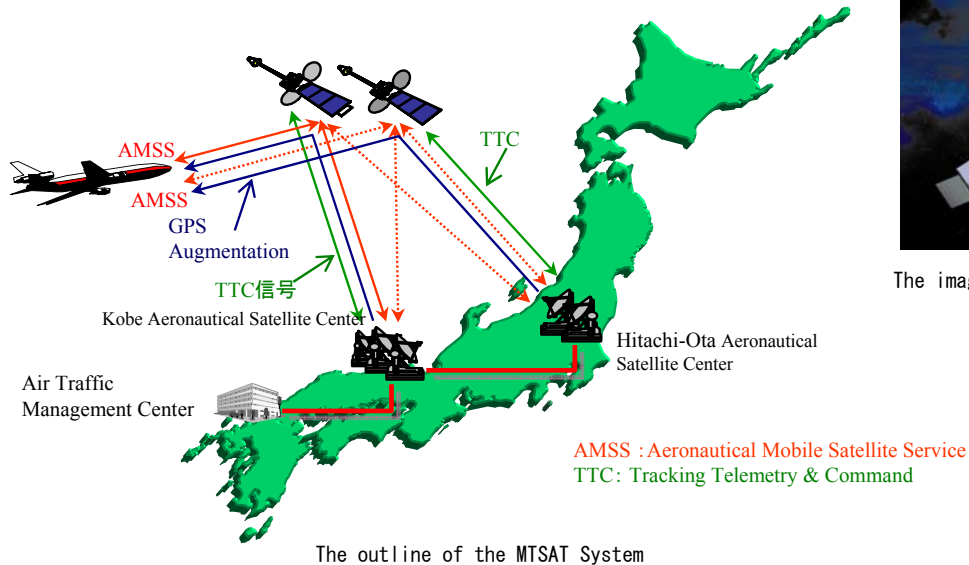 TTC
AMSS
AMSS
GPS
Augmentation
TTC信号
Kobe Aeronautical Satellite Center
Hitachi-Ota Aeronautical
Satellite Center
Air Traffic
Management Center
The imag
AMSS :Aeronautical Mobile Satellite Service
TTC: Tracking Telemetry & Command
The outline of the MTSAT System